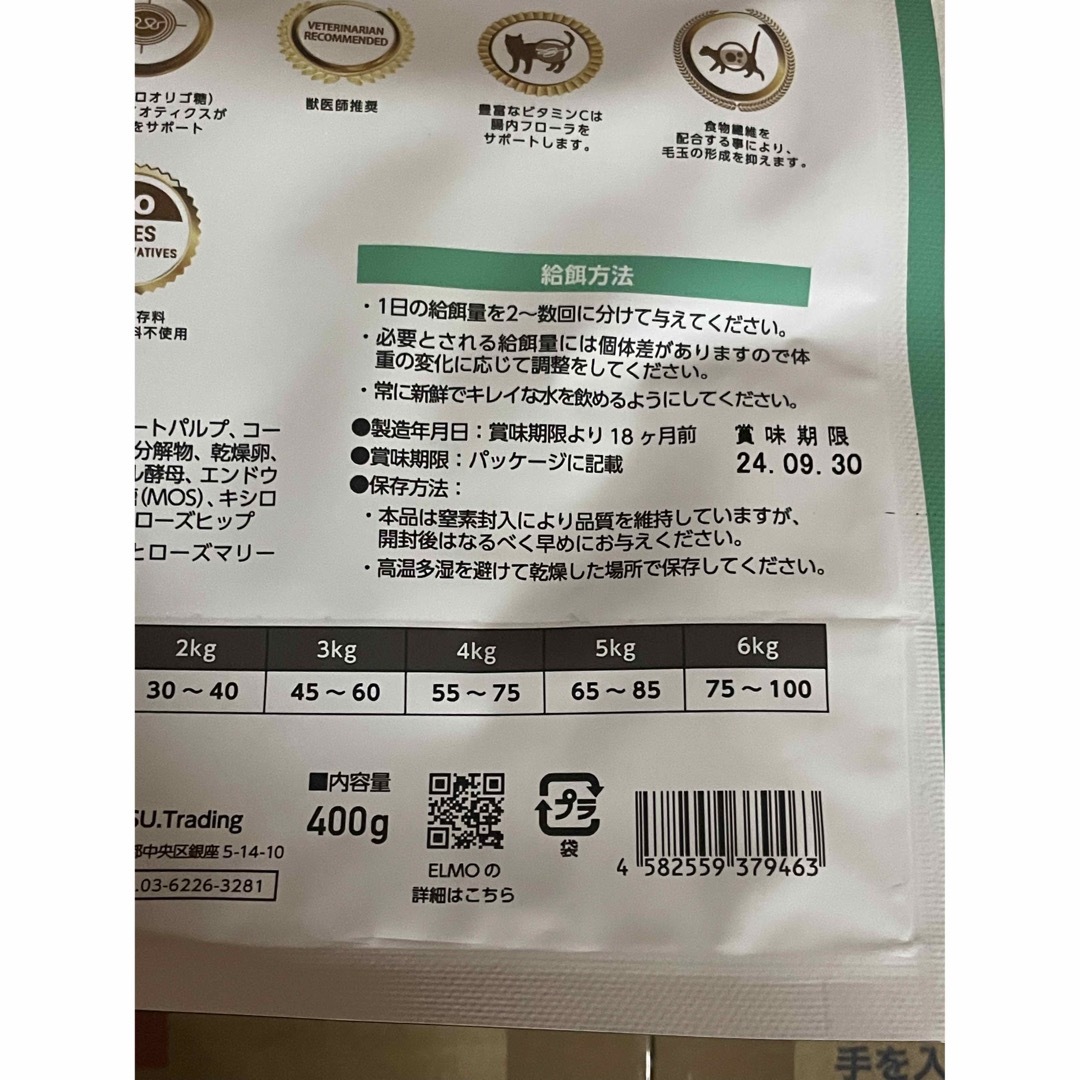 VETERINARIAN
RECOMMENDED
ロオリゴ糖）
オティクスが
をサポート
獣医師推奨
豊富なビタミンCは
腸内フローラを
サポートします。
食物繊維を
配合する事により、
毛玉の形成を抑えます。
ES
VATIVES
存料
不使用
給餌方法
・1日の給餌量を2〜数回に分けて与えてください。
・必要とされる給餌量には個体差がありますので体
重の変化に応じて調整をしてください。
・常に新鮮でキレイな水を飲めるようにしてください。
●製造年月日：賞味期限より18ヶ月前
●賞味期限：パッケージに記載
賞味期限
24.09.30
●保存方法：
・本品は窒素封入により品質を維持していますが、
開封後はなるべく早めにお与えください。
・高温多湿を避けて乾燥した場所で保存してください。
ートパルプ、コー
分解物、乾燥卵、
ル酵母、エンドウ
(MOS)、キシロ
ローズヒップ
とローズマリー
2kg 3kg 4kg 5kg 6kg
30〜40 45〜60 55〜75 65〜85 75〜100
SU.Trading
都中央区銀座5-14-10
.03-6226-3281
■内容量
400g
ELMOの
詳細はこちら
プラ
袋
4 582559 379463
手を入